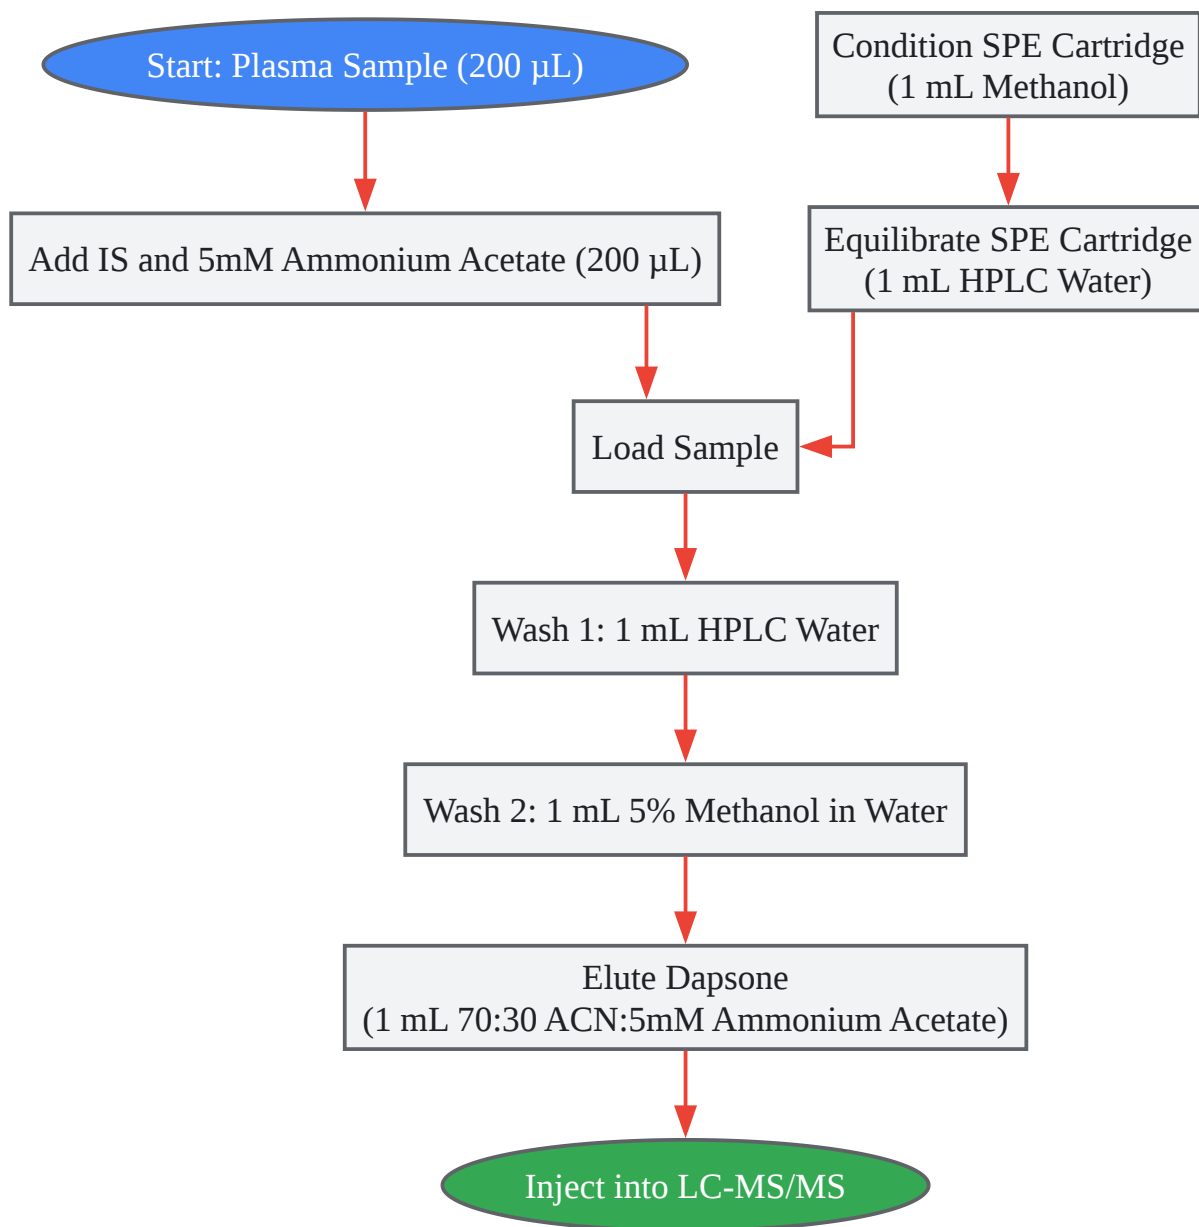 Start: Plasma Sample (200 µL)
Condition SPE Cartridge
(1 mL Methanol)
Add IS and 5mM Ammonium Acetate (200 µL)
Equilibrate SPE Cartridge
(1 mL HPLC Water)
Load Sample
Wash 1: 1 mL HPLC Water
Wash 2: 1 mL 5% Methanol in Water
Elute Dapsone
(1 mL 70:30 ACN:5mM Ammonium Acetate)
Inject into LC-MS/MS